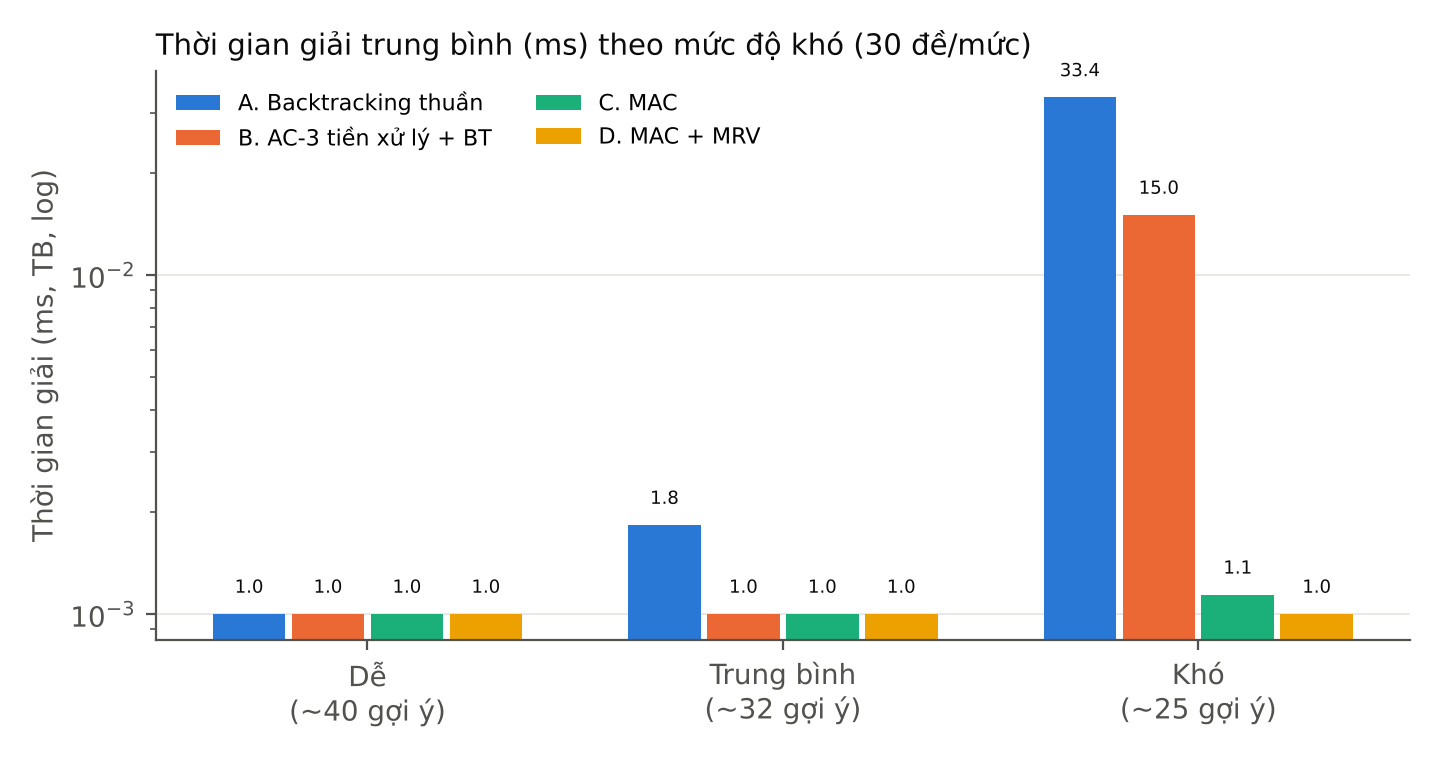 Thời gian giải trung bình (ms) theo mức độ khó (30 đề/mức)
A. Backtracking thuần
B. AC-3 tiền xử lý + BT
C. MAC
D. MAC + MRV
Thời gian giải (ms, TB, log)
10⁻²
10⁻³
1.0
1.0
1.0
1.0
1.8
1.0
1.0
1.0
33.4
15.0
1.1
1.0
Dễ
(~40 gợi ý)
Trung bình
(~32 gợi ý)
Khó
(~25 gợi ý)